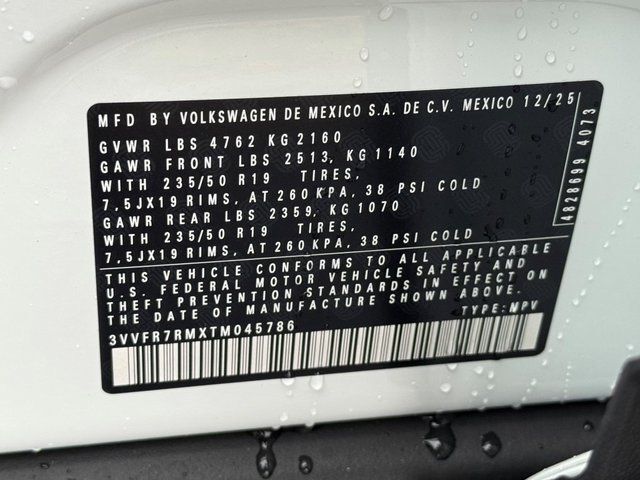 MFD BY VOLKSWAGEN DE MEXICO S.A. DE C.V. MEXICO 12/25
GVWR LBS 4762 KG 2160
GAWR FRONT LBS 2513, KG 1140
WITH 235/50 R19 TIRES,
7,5JX19 RIMS, AT 260 KPA, 38 PSI COLD
GAWR REAR LBS 2359, KG 1070
WITH 235/50 R19 TIRES,
7,5JX19 RIMS, AT 260 KPA, 38 PSI COLD
THIS VEHICLE CONFORMS TO ALL APPLICABLE
U.S. FEDERAL MOTOR VEHICLE SAFETY AND
THEFT PREVENTION STANDARDS IN EFFECT ON
THE DATE OF MANUFACTURE SHOWN ABOVE.
3VVFR7RMXTM045786 TYPE: MPV
4828699 4073